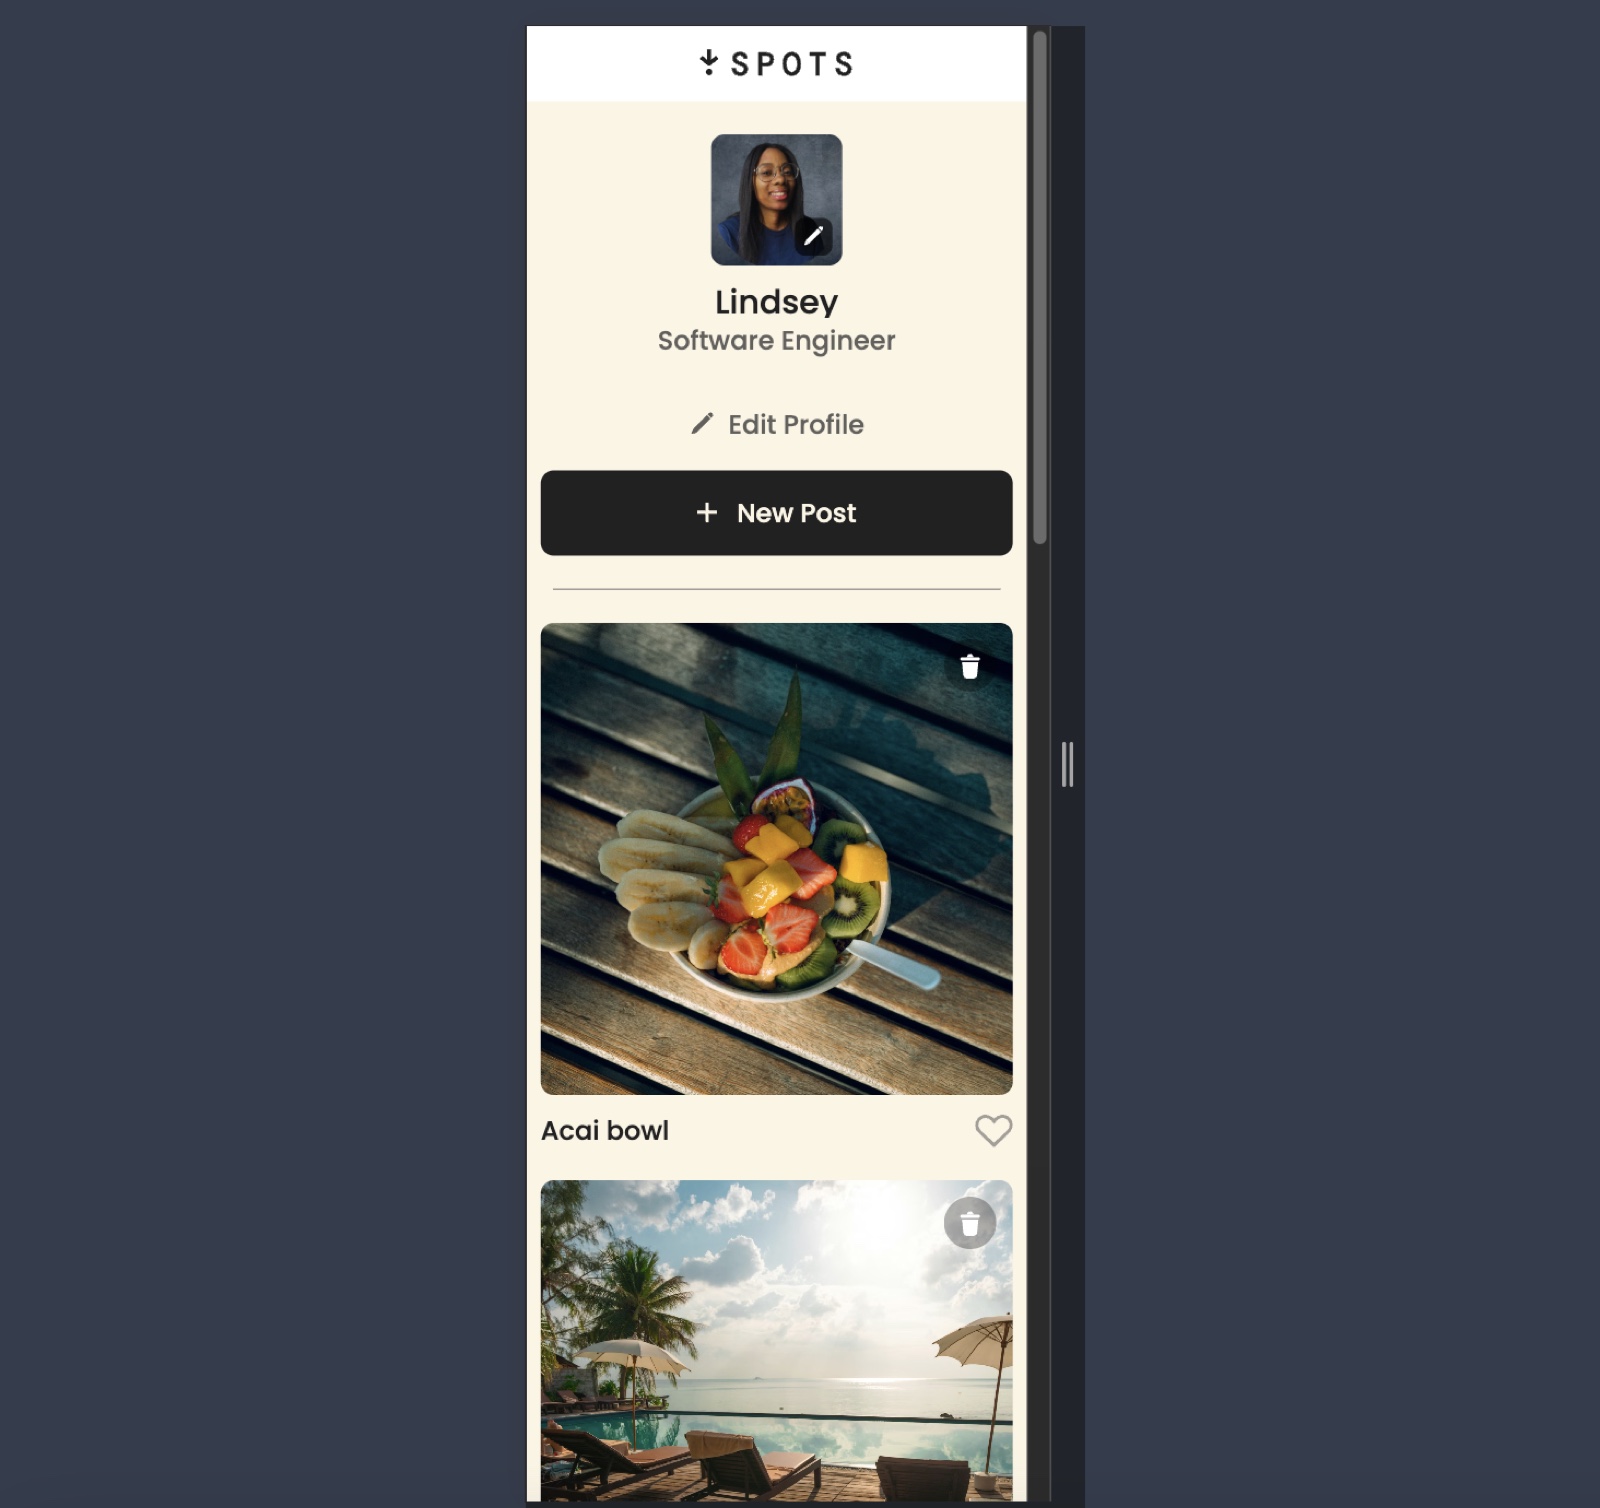 SPOTS
Lindsey
Software Engineer
Edit Profile
New Post
Acai bowl